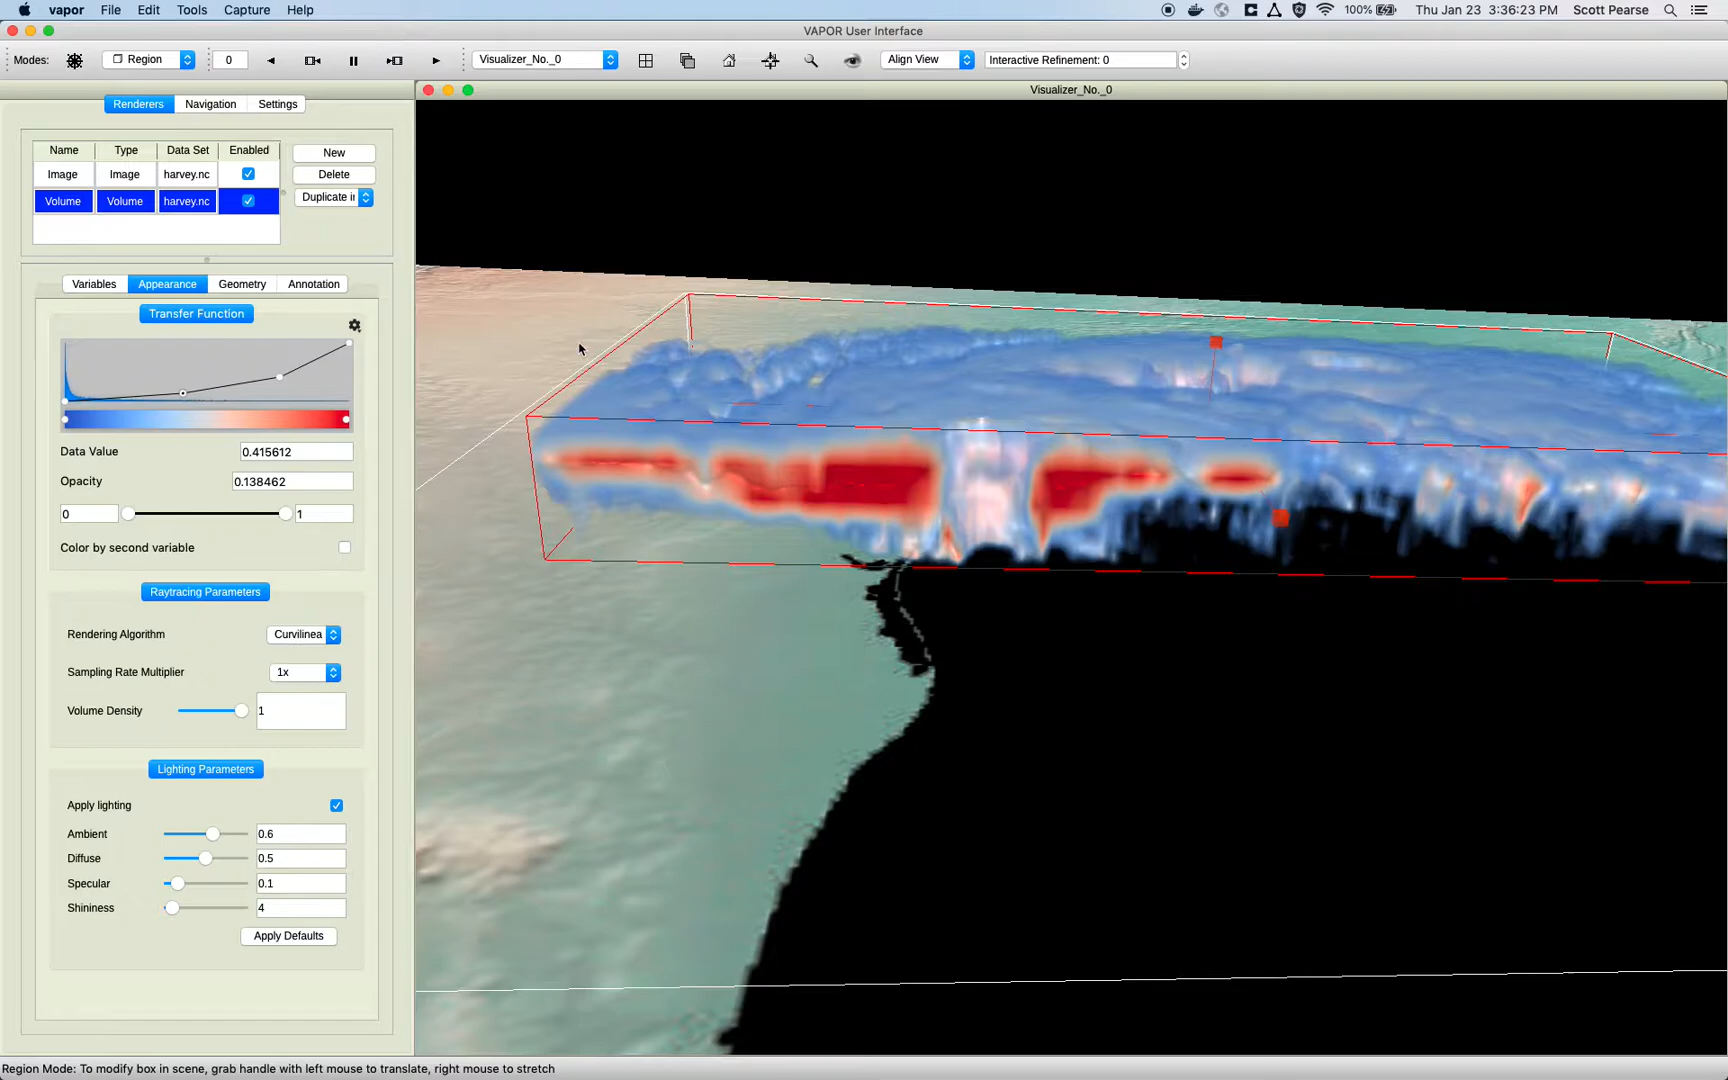 vapor File Edit Tools Capture Help 100% Thu Jan 23 3:36:23 PM Scott Pearse
VAPOR User Interface
Modes: Region 0 Visualizer_No._0 Align View Interactive Refinement: 0
Visualizer_No._0
Renderers Navigation Settings
Name Type Data Set Enabled
New
Image Image harvey.nc
Delete
Volume Volume harvey.nc
Duplicate i
Variables Appearance Geometry Annotation
Transfer Function
Data Value 0.415612
Opacity 0.138462
0 1
Color by second variable
Raytracing Parameters
Rendering Algorithm Curvilinea
Sampling Rate Multiplier 1x
Volume Density 1
Lighting Parameters
Apply lighting
Ambient 0.6
Diffuse 0.5
Specular 0.1
Shininess 4
Apply Defaults
Region Mode: To modify box in scene, grab handle with left mouse to translate, right mouse to stretch